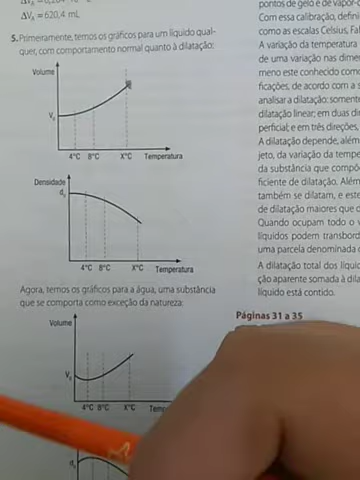 ΔVₐ = 620,4 mL
5. Primeiramente, temos os gráficos para um líquido qual-
quer, com comportamento normal quanto à dilatação:
Volume
V₀
4°C 8°C X°C Temperatura
Densidade
d₀
4°C 8°C X°C Temperatura
Agora, temos os gráficos para a água, uma substância
que se comporta como exceção da natureza:
Volume
V₀
4°C 8°C X°C
d₀
pontos de gelo e de vapor
Com essa calibração, defini
como as escalas Celsius, Fa
A variação da temperatura
de uma variação nas dimen
meno este conhecido como
ficações, de acordo com a s
analisar a dilatação: soment
dilatação linear; em duas di
perficial; e em três direções,
A dilatação depende, além
jeto, da variação da tempe
da substância que compõ
ficiente de dilatação. Além
também se dilatam, e este
de dilatação maiores que o
Quando ocupam todo o v
líquidos podem transbord
uma parcela denominada
A dilatação total dos líqui
ção aparente somada à dila
líquido está contido.
Páginas 31 a 35